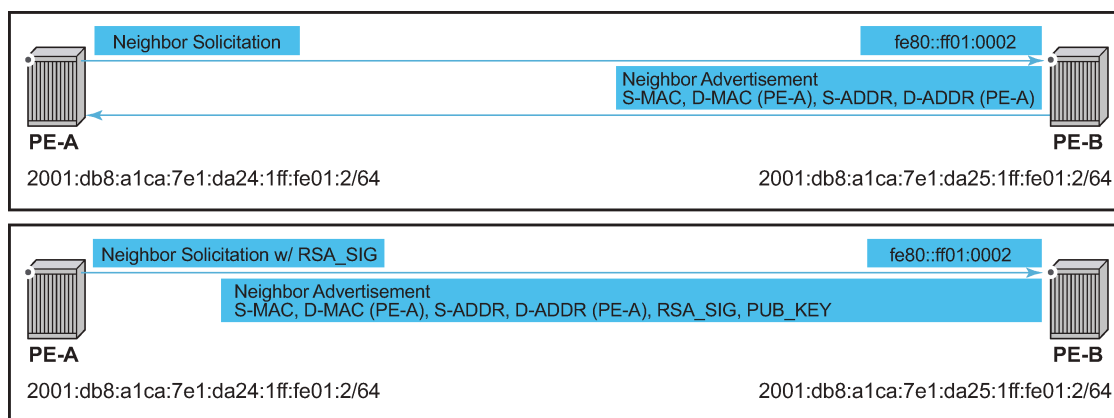 Neighbor Solicitation
fe80::ff01:0002
Neighbor Advertisement
S-MAC, D-MAC (PE-A), S-ADDR, D-ADDR (PE-A)
PE-A
PE-B
2001:db8:a1ca:7e1:da24:1ff:fe01:2/64
2001:db8:a1ca:7e1:da25:1ff:fe01:2/64
Neighbor Solicitation w/ RSA_SIG
fe80::ff01:0002
Neighbor Advertisement
S-MAC, D-MAC (PE-A), S-ADDR, D-ADDR (PE-A), RSA_SIG, PUB_KEY
PE-A
PE-B
2001:db8:a1ca:7e1:da24:1ff:fe01:2/64
2001:db8:a1ca:7e1:da25:1ff:fe01:2/64